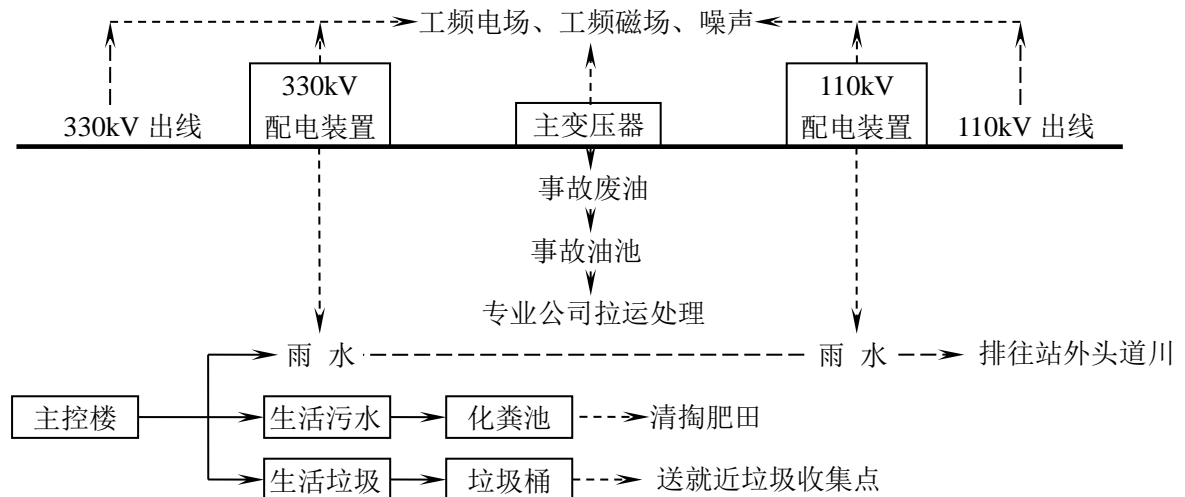 工频电场、工频磁场、噪声
330kV 出线
330kV
配电装置
主变压器
110kV
配电装置
110kV 出线
事故废油
事故油池
专业公司拉运处理
雨 水
雨 水
排往站外头道川
主控楼
生活污水
化粪池
清掏肥田
生活垃圾
垃圾桶
送就近垃圾收集点